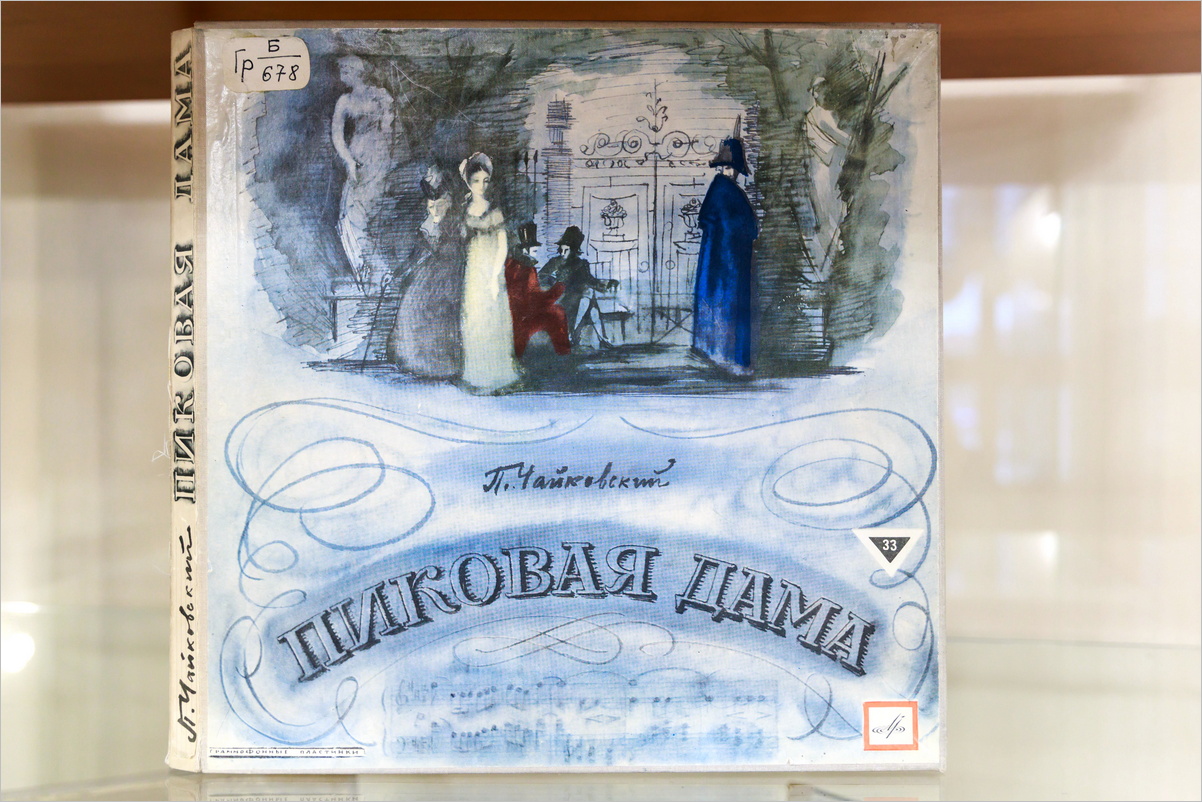 Б
Гр 678
П. Чайковский ПИКОВАЯ ДАМА
П. Чайковский
33
ПИКОВАЯ ДАМА
ГРАММОФОННЫЕ ПЛАСТИНКИ